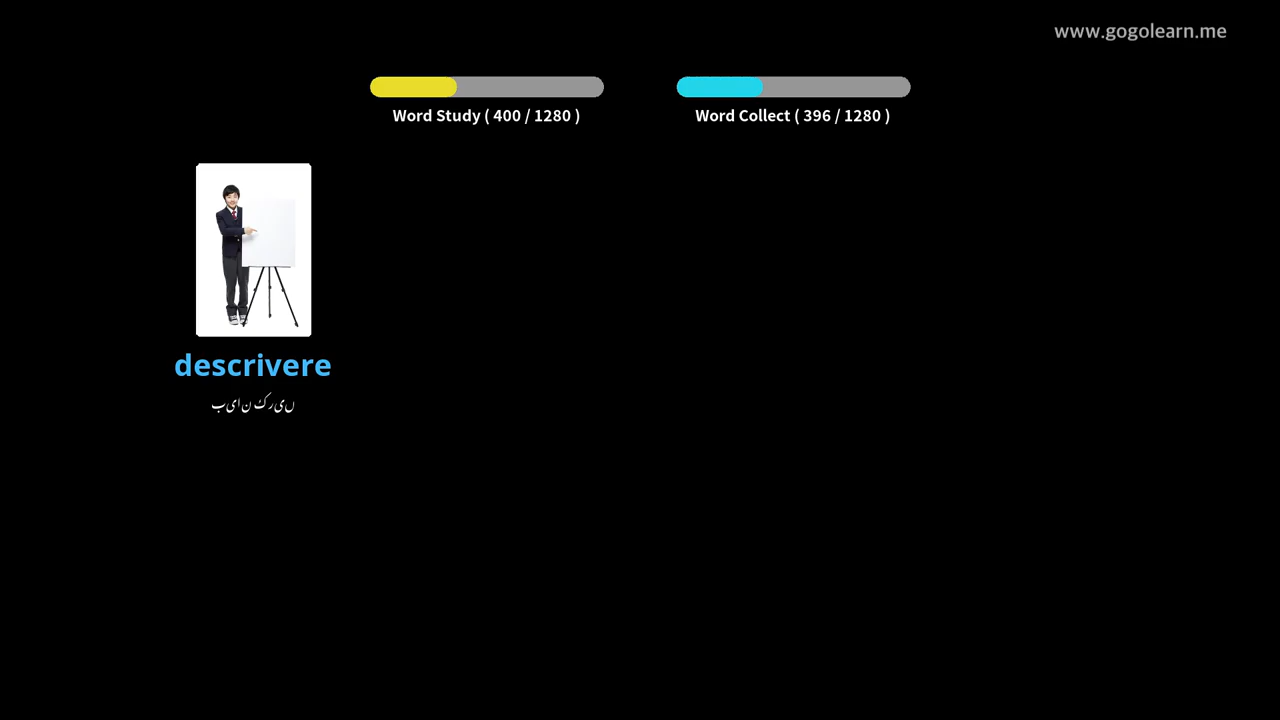 www.gogolearn.me
Word Study ( 400 / 1280 )
Word Collect ( 396 / 1280 )
descrivere
بیان کریں